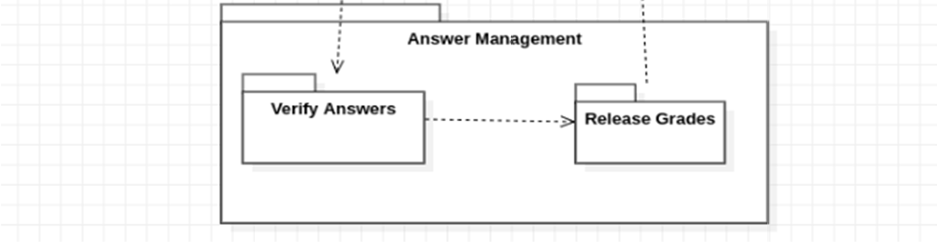 Answer Management
Verify Answers
Release Grades